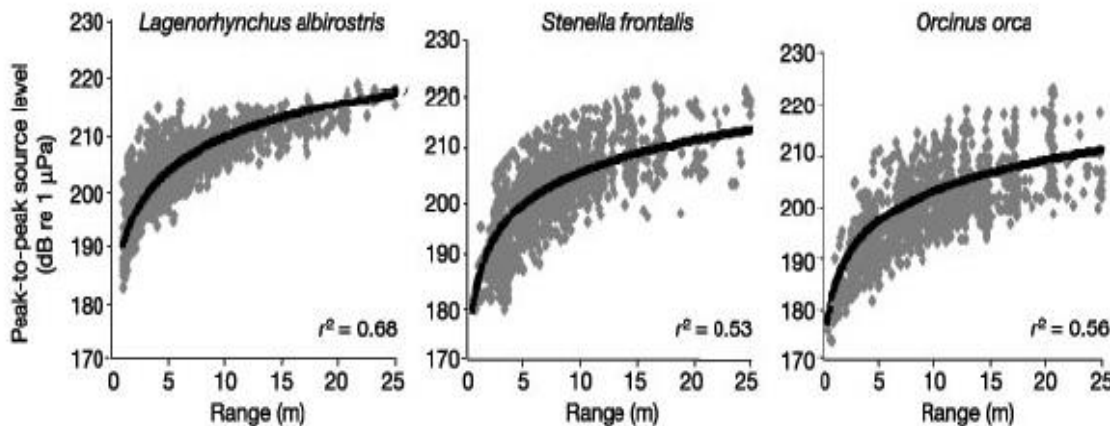 Lagenorhynchus albirostris
Stenella frontalis
Orcinus orca
Peak-to-peak source level
(dB re 1 μPa)
230
220
210
200
190
180
170
r² = 0.68
0 5 10 15 20 25
Range (m)
230
220
210
200
190
180
170
r² = 0.53
0 5 10 15 20 25
Range (m)
230
220
210
200
190
180
170
r² = 0.56
0 5 10 15 20 25
Range (m)